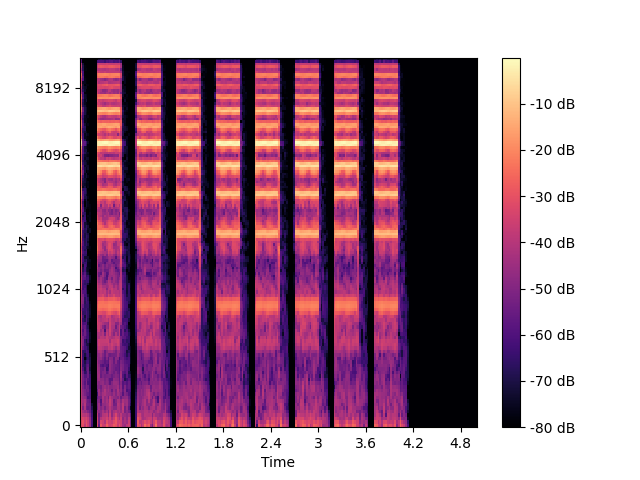 8192
4096
2048
1024
512
0
Hz
0 0.6 1.2 1.8 2.4 3 3.6 4.2 4.8
Time
-10 dB
-20 dB
-30 dB
-40 dB
-50 dB
-60 dB
-70 dB
-80 dB